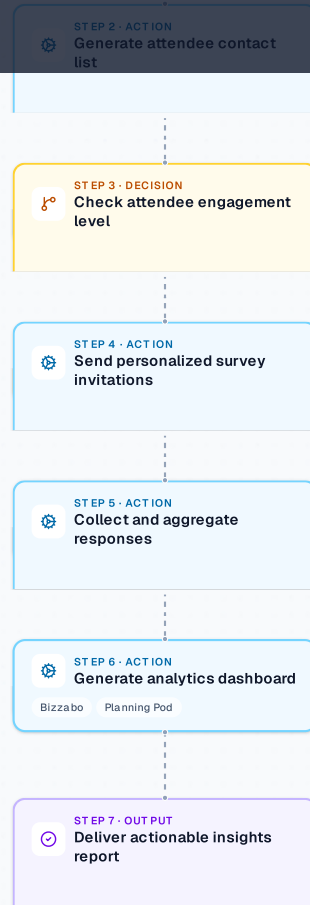 STEP 2 · ACTION
Generate attendee contact
list
STEP 3 · DECISION
Check attendee engagement
level
STEP 4 · ACTION
Send personalized survey
invitations
STEP 5 · ACTION
Collect and aggregate
responses
STEP 6 · ACTION
Generate analytics dashboard
Bizzabo Planning Pod
STEP 7 · OUTPUT
Deliver actionable insights
report